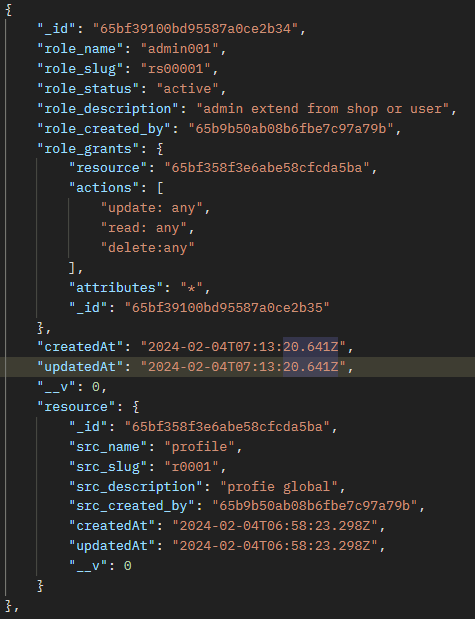 {
"_id": "65bf39100bd95587a0ce2b34",
"role_name": "admin001",
"role_slug": "rs00001",
"role_status": "active",
"role_description": "admin extend from shop or user",
"role_created_by": "65b9b50ab08b6fbe7c97a79b",
"role_grants": {
"resource": "65bf358f3e6abe58cfcda5ba",
"actions": [
"update: any",
"read: any",
"delete:any"
],
"attributes": "*",
"_id": "65bf39100bd95587a0ce2b35"
},
"createdAt": "2024-02-04T07:13:20.641Z",
"updatedAt": "2024-02-04T07:13:20.641Z",
"__v": 0,
"resource": {
"_id": "65bf358f3e6abe58cfcda5ba",
"src_name": "profile",
"src_slug": "r0001",
"src_description": "profie global",
"src_created_by": "65b9b50ab08b6fbe7c97a79b",
"createdAt": "2024-02-04T06:58:23.298Z",
"updatedAt": "2024-02-04T06:58:23.298Z",
"__v": 0
}
},